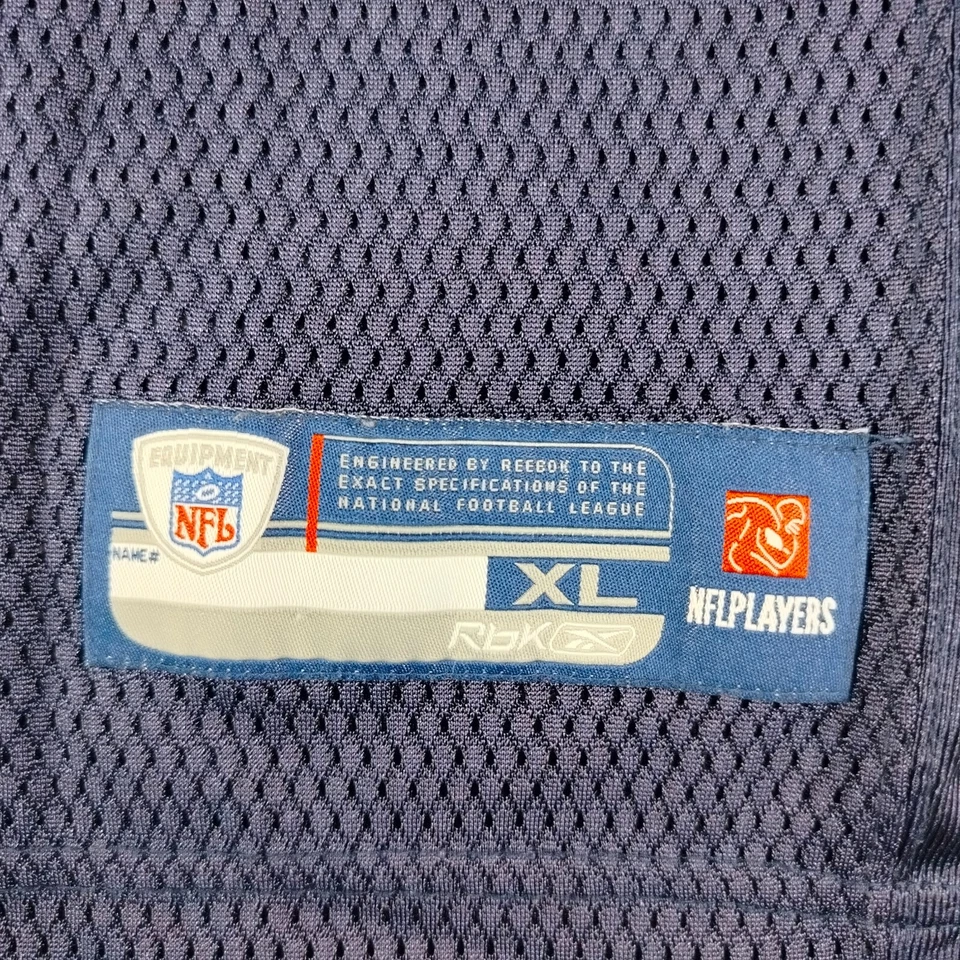 EQUIPMENT
NFL
ENGINEERED BY REEBOK TO THE
EXACT SPECIFICATIONS OF THE
NATIONAL FOOTBALL LEAGUE
NAME#
XL
RbK
NFLPLAYERS